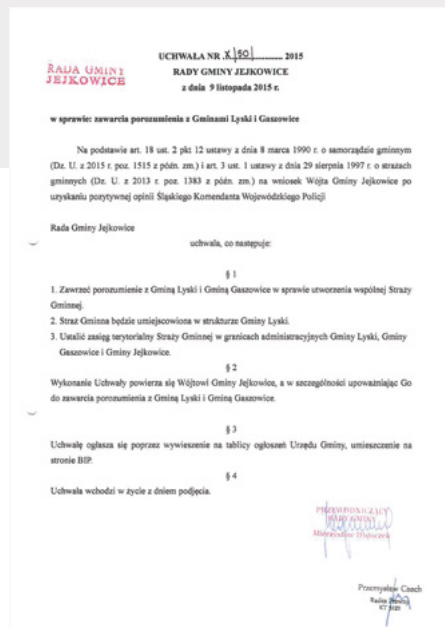 UCHWAŁA NR X/50/.......... 2015
RADA GMINY
JEJKOWICE
RADY GMINY JEJKOWICE
z dnia 9 listopada 2015 r.
w sprawie: zawarcia porozumienia z Gminami Lyski i Gaszowice
Na podstawie art. 18 ust. 2 pkt 12 ustawy z dnia 8 marca 1990 r. o samorządzie gminnym
(Dz. U. z 2015 r. poz. 1515 z późn. zm.) i art. 3 ust. 1 ustawy z dnia 29 sierpnia 1997 r. o strażach
gminnych (Dz. U. z 2013 r. poz. 1383 z późn. zm.) na wniosek Wójta Gminy Jejkowice po
uzyskaniu pozytywnej opinii Śląskiego Komendanta Wojewódzkiego Policji
Rada Gminy Jejkowice
uchwala, co następuje:
§ 1
1. Zawrzeć porozumienie z Gminą Lyski i Gminą Gaszowice w sprawie utworzenia wspólnej Straży
Gminnej.
2. Straż Gminna będzie umiejscowiona w strukturze Gminy Lyski.
3. Ustalić zasięg terytorialny Straży Gminnej w granicach administracyjnych Gminy Lyski, Gminy
Gaszowice i Gminy Jejkowice.
§ 2
Wykonanie Uchwały powierza się Wójtowi Gminy Jejkowice, a w szczególności upoważniając Go
do zawarcia porozumienia z Gminą Lyski i Gminą Gaszowice.
§ 3
Uchwałę ogłasza się poprzez wywieszenie na tablicy ogłoszeń Urzędu Gminy, umieszczenie na
stronie BIP.
§ 4
Uchwała wchodzi w życie z dniem podjęcia.
PRZEWODNICZĄCY
RADY GMINY
Przemysław Czech